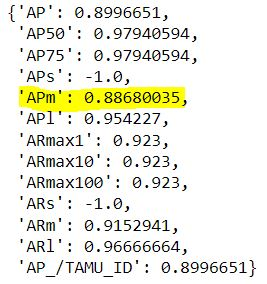 {'AP': 0.8996651,
'AP50': 0.97940594,
'AP75': 0.97940594,
'APs': -1.0,
'APm': 0.88680035,
'APl': 0.954227,
'ARmax1': 0.923,
'ARmax10': 0.923,
'ARmax100': 0.923,
'ARs': -1.0,
'ARm': 0.9152941,
'ARl': 0.96666664,
'AP_/TAMU_ID': 0.8996651}